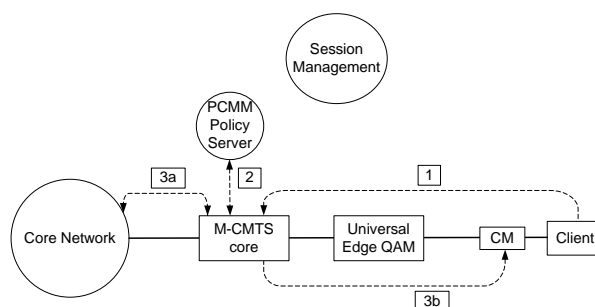 Session
Management
PCMM
Policy
Server
3a
2
1
Core Network
M-CMTS
core
Universal
Edge QAM
CM
Client
3b